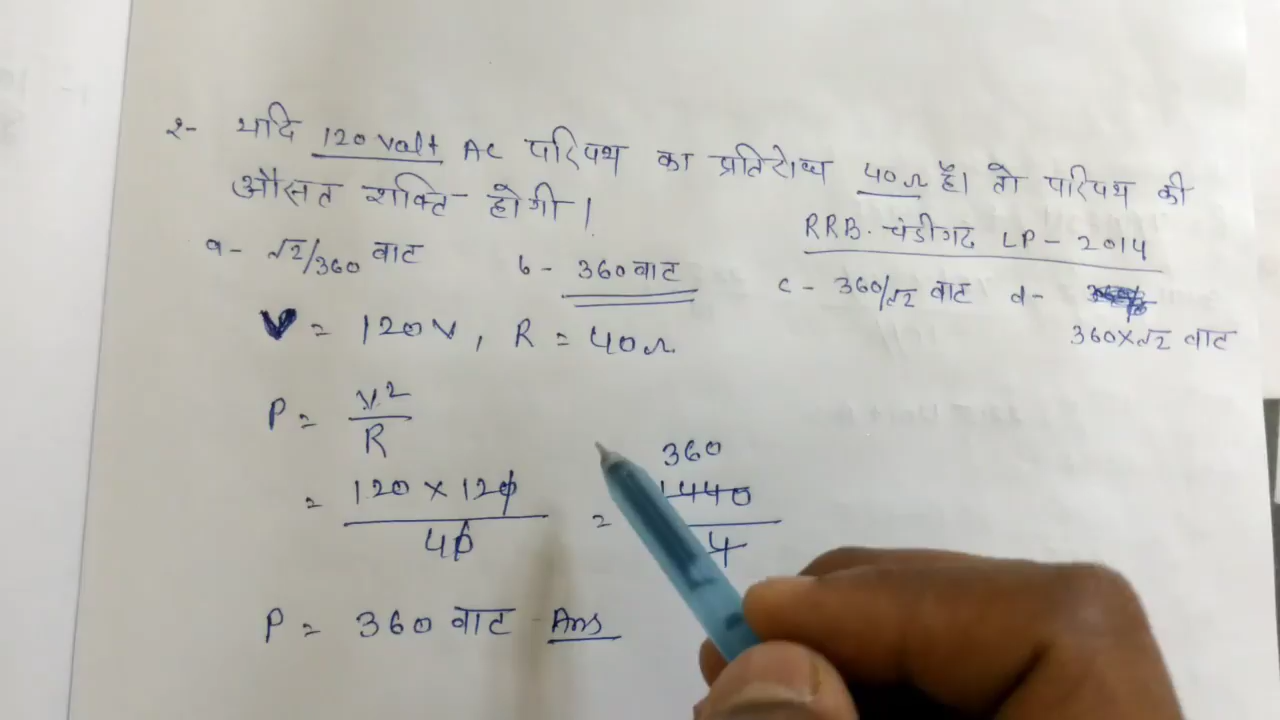 २- यदि 120 Volt AC परिपथ का प्रतिरोध 40Ω है। तो परिपथ की
औसत शक्ति होगी।
RRB. चंडीगढ LP - 2014
a- √2/360 वाट b- 360 वाट c- 360/√2 वाट d-
360×√2 वाट
V = 120V, R = 40Ω
P = V²/R
= 120 × 120 / 40 = 1440 / 4
360
P = 360 वाट Ans